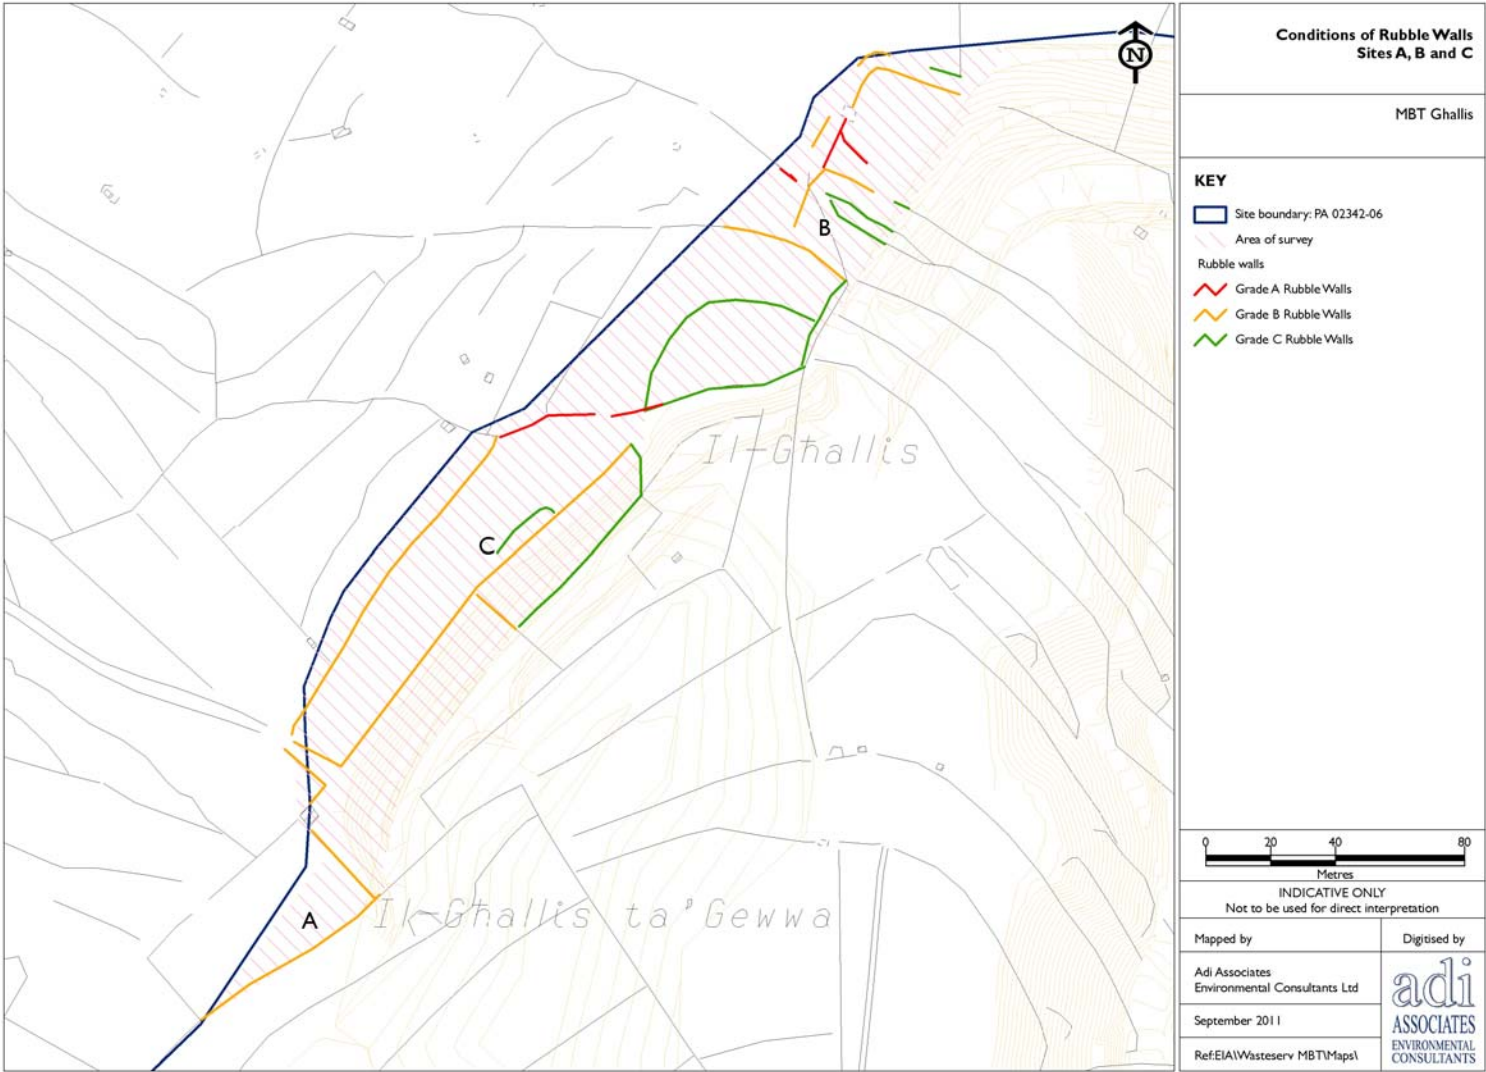 Conditions of Rubble Walls
Sites A, B and C
MBT Ghallis
N
KEY
Site boundary: PA 02342-06
Area of survey
Rubble walls
Grade A Rubble Walls
Grade B Rubble Walls
Grade C Rubble Walls
B
Il-Għallis
C
A
Il-Għallis ta' Gewwa
0 20 40 80
Metres
INDICATIVE ONLY
Not to be used for direct interpretation
Mapped by
Digitised by
Adi Associates
Environmental Consultants Ltd
September 2011
Ref:EIA\Wasteserv MBT\Maps\
adi
ASSOCIATES
ENVIRONMENTAL
CONSULTANTS